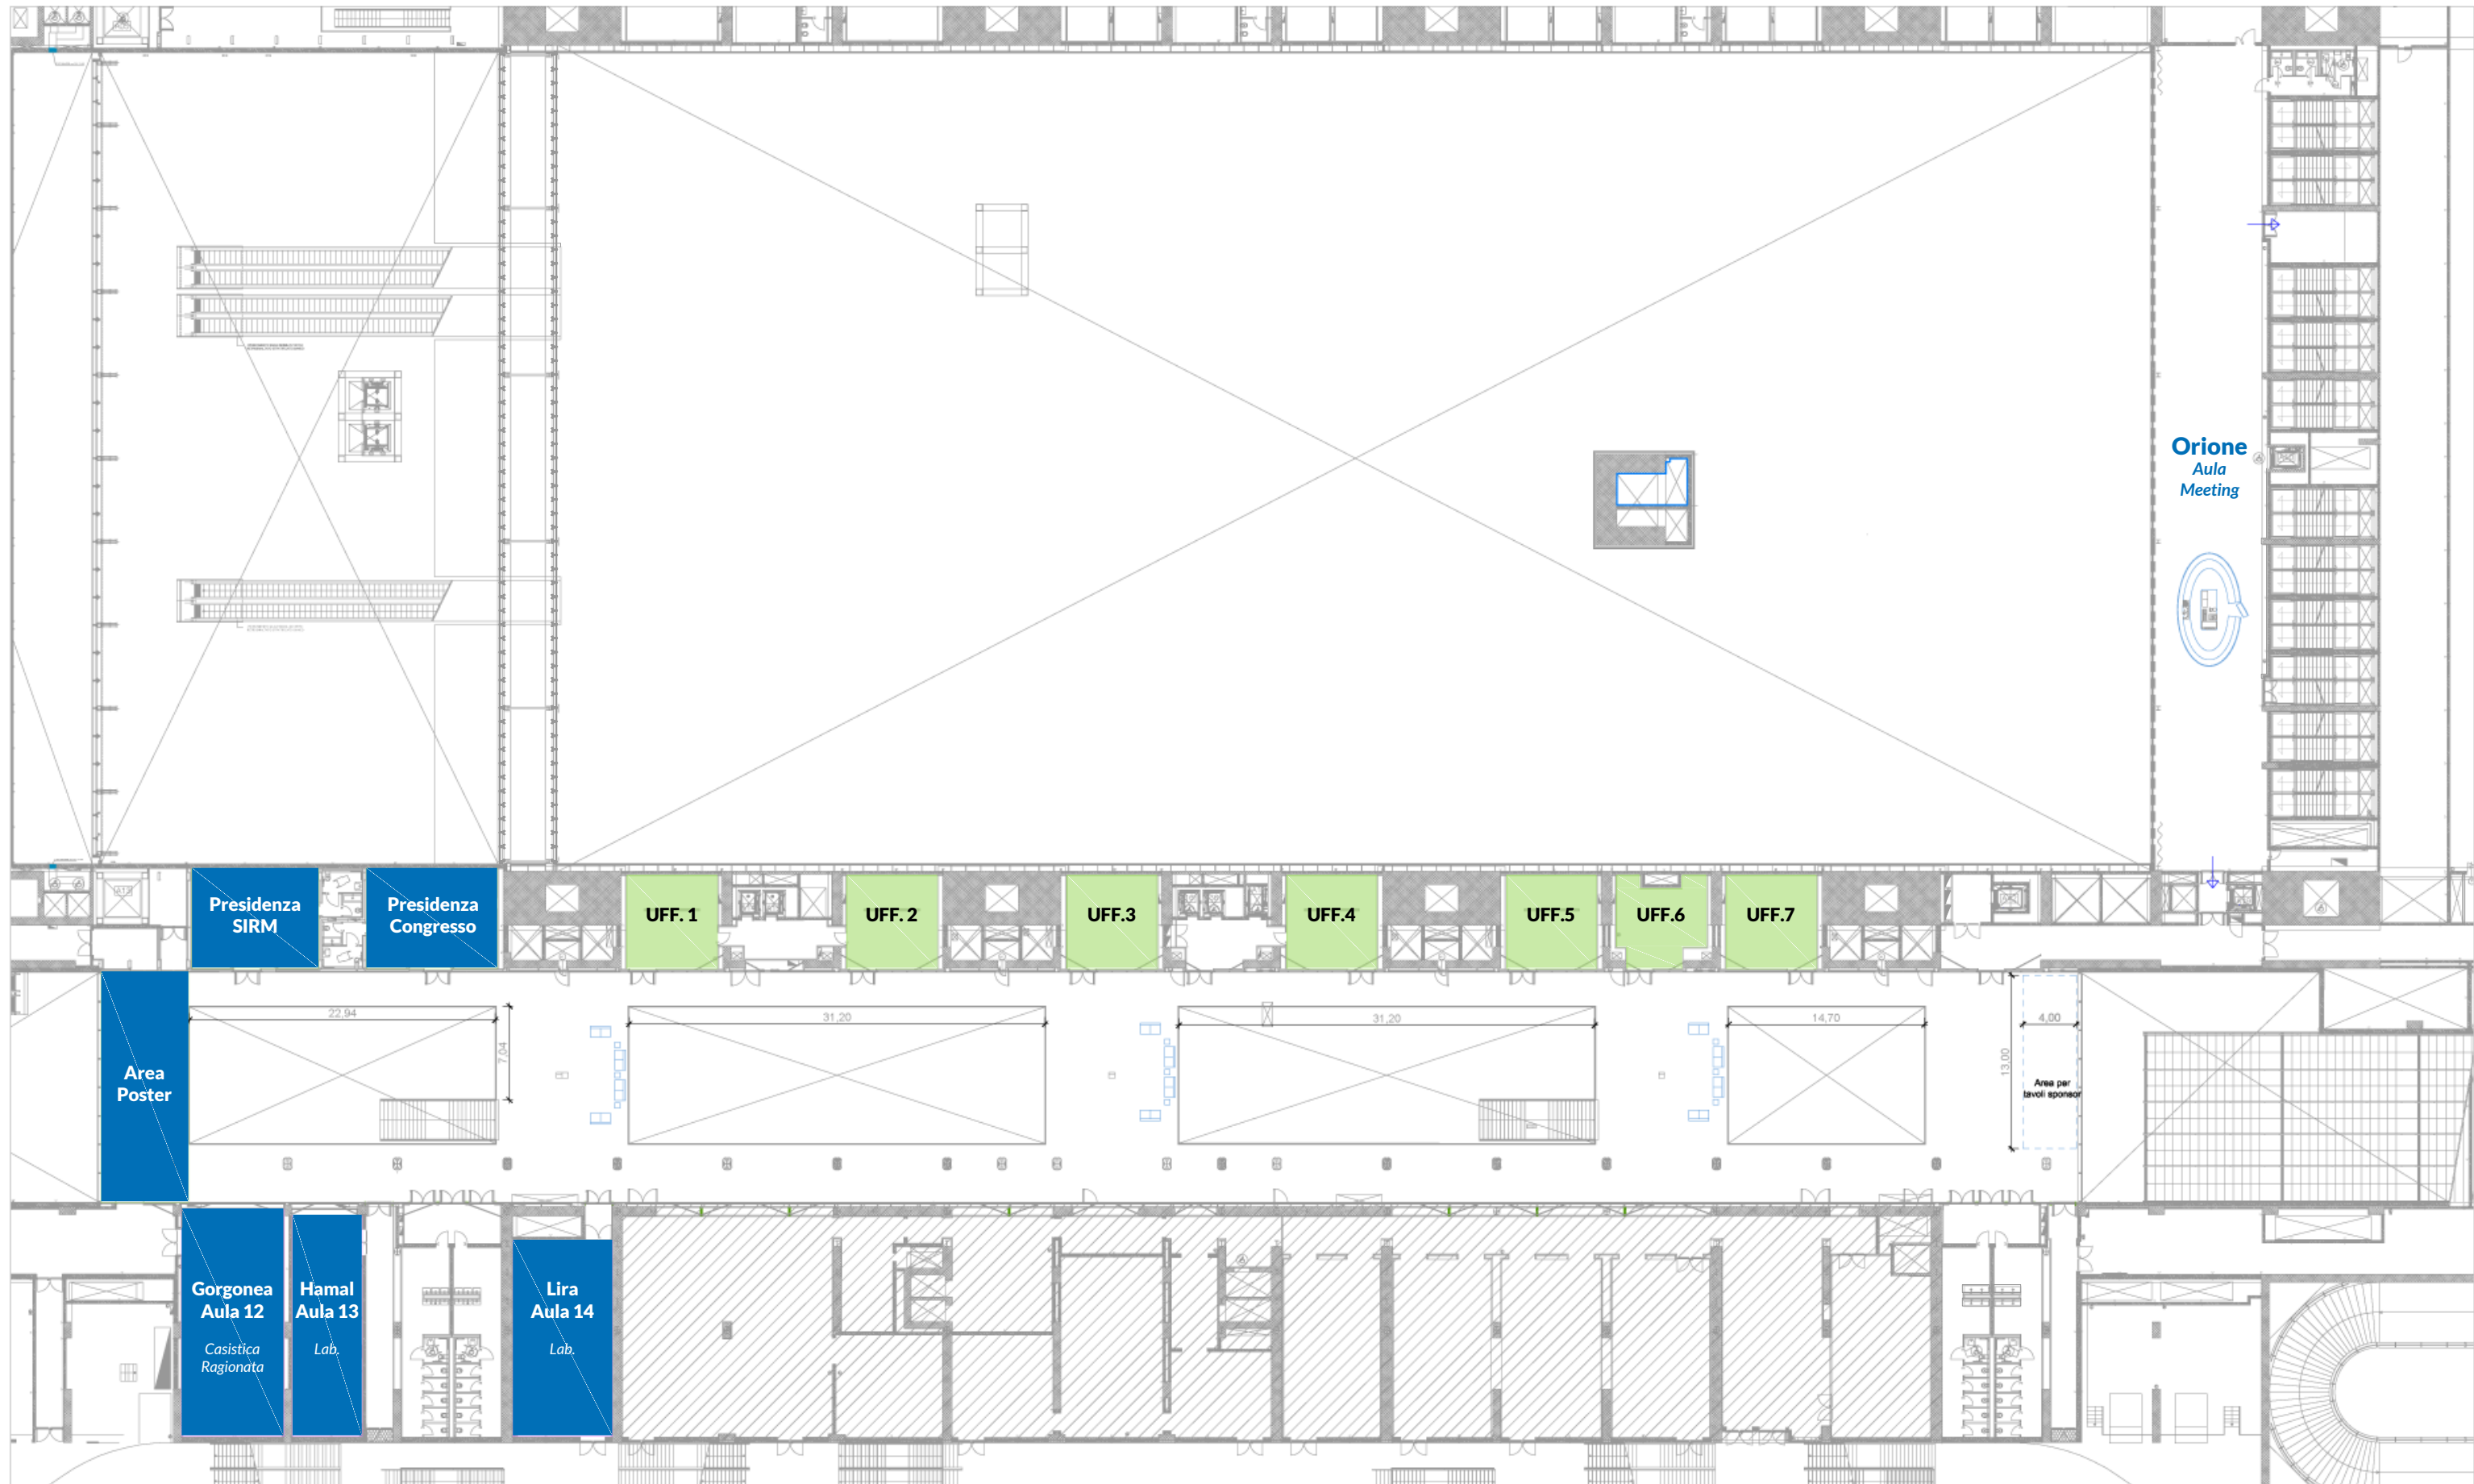 Orione
Aula
Meeting
Presidenza
SIRM
Presidenza
Congresso
UFF. 1
UFF. 2
UFF.3
UFF.4
UFF.5
UFF.6
UFF.7
22,94
7,04
31,20
31,20
14,70
4,00
13,00
Area per
tavoli sponsor
Area
Poster
Gorgonea
Aula 12
Casistica
Ragionata
Hamal
Aula 13
Lab.
Lira
Aula 14
Lab.